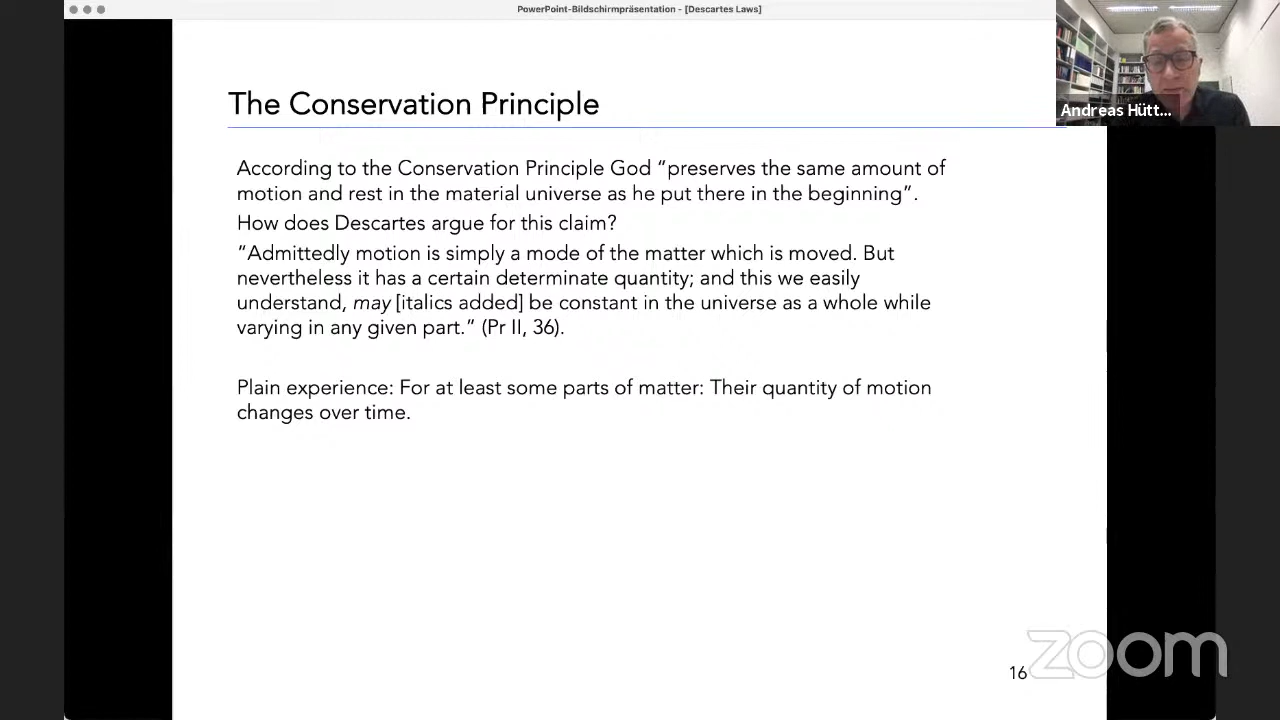 PowerPoint-Bildschirmpräsentation - [Descartes Laws]
Andreas Hütt...
The Conservation Principle
According to the Conservation Principle God “preserves the same amount of
motion and rest in the material universe as he put there in the beginning”.
How does Descartes argue for this claim?
“Admittedly motion is simply a mode of the matter which is moved. But
nevertheless it has a certain determinate quantity; and this we easily
understand, may [italics added] be constant in the universe as a whole while
varying in any given part.” (Pr II, 36).
Plain experience: For at least some parts of matter: Their quantity of motion
changes over time.
16
zoom